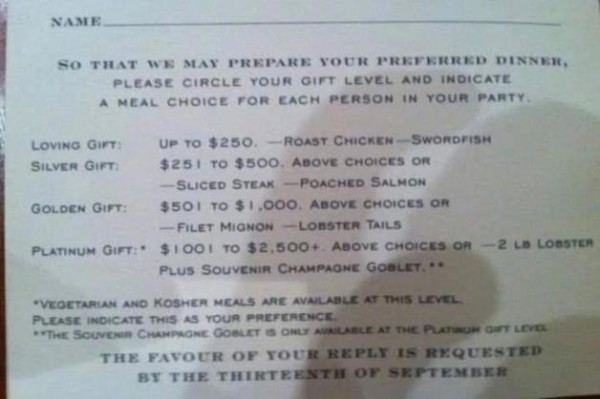 NAME
SO THAT WE MAY PREPARE YOUR PREFERRED DINNER,
PLEASE CIRCLE YOUR GIFT LEVEL AND INDICATE
A MEAL CHOICE FOR EACH PERSON IN YOUR PARTY.
LOVING GIFT: UP TO $250. —ROAST CHICKEN —SWORDFISH
SILVER GIFT: $251 TO $500. ABOVE CHOICES OR
—SLICED STEAK —POACHED SALMON
GOLDEN GIFT: $501 TO $1,000. ABOVE CHOICES OR
—FILET MIGNON —LOBSTER TAILS
PLATINUM GIFT:* $1001 TO $2,500+. ABOVE CHOICES OR —2 LB LOBSTER
PLUS SOUVENIR CHAMPAGNE GOBLET.**
*VEGETARIAN AND KOSHER MEALS ARE AVAILABLE AT THIS LEVEL.
PLEASE INDICATE THIS AS YOUR PREFERENCE.
**THE SOUVENIR CHAMPAGNE GOBLET IS ONLY AVAILABLE AT THE PLATINUM GIFT LEVEL
THE FAVOUR OF YOUR REPLY IS REQUESTED
BY THE THIRTEENTH OF SEPTEMBER